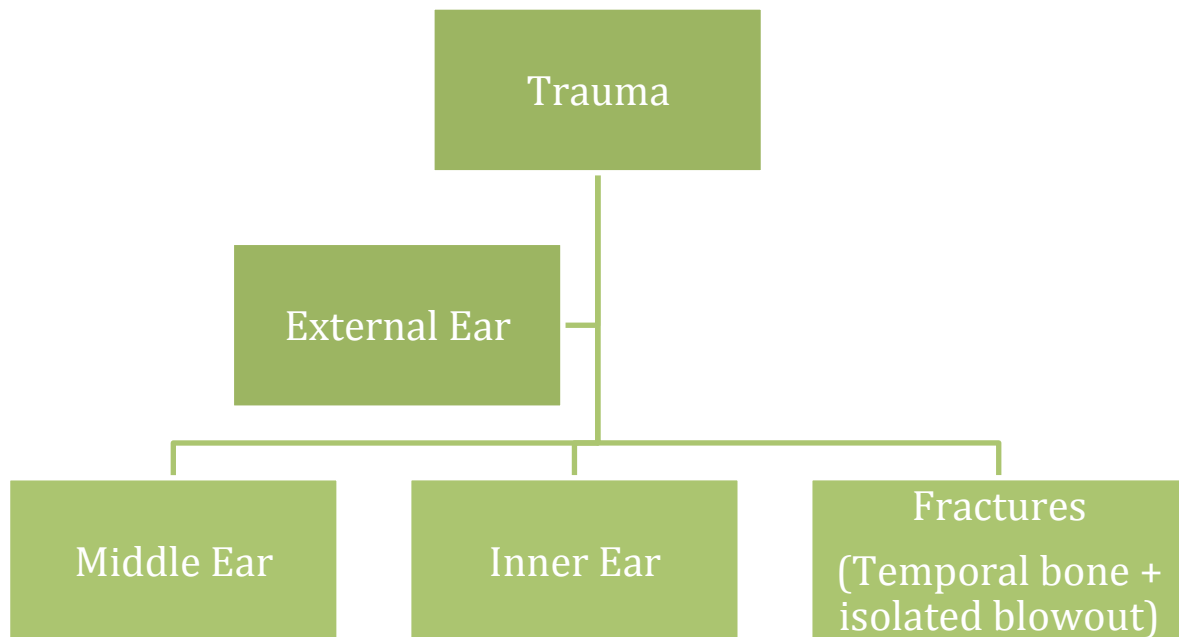 Trauma
External Ear
Middle Ear
Inner Ear
Fractures
(Temporal bone +
isolated blowout)